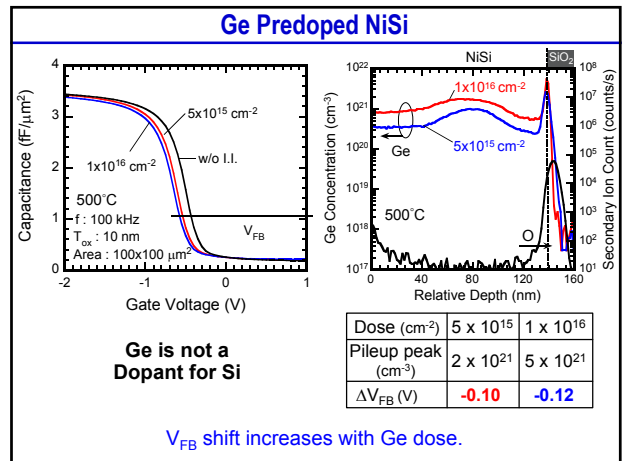 Ge Predoped NiSi
4
3
2
1
0
-2
-1
0
1
Capacitance (fF/μm²)
Gate Voltage (V)
5x10¹⁵ cm⁻²
1x10¹⁶ cm⁻²
w/o I.I.
500°C
f : 100 kHz
Tₒₓ : 10 nm
Area : 100x100 μm²
V_FB
NiSi
SiO₂
10²²
10²¹
10²⁰
10¹⁹
10¹⁸
10¹⁷
10⁸
10⁷
10⁶
10⁵
10⁴
10³
10²
10¹
Ge Concentration (cm⁻³)
Secondary Ion Count (counts/s)
1x10¹⁶ cm⁻²
Ge
5x10¹⁵ cm⁻²
500°C
O
0 40 80 120 160
Relative Depth (nm)
Ge is not a
Dopant for Si
Dose (cm⁻²) 5 x 10¹⁵ 1 x 10¹⁶
Pileup peak (cm⁻³) 2 x 10²¹ 5 x 10²¹
ΔV_FB (V) -0.10 -0.12
V_FB shift increases with Ge dose.